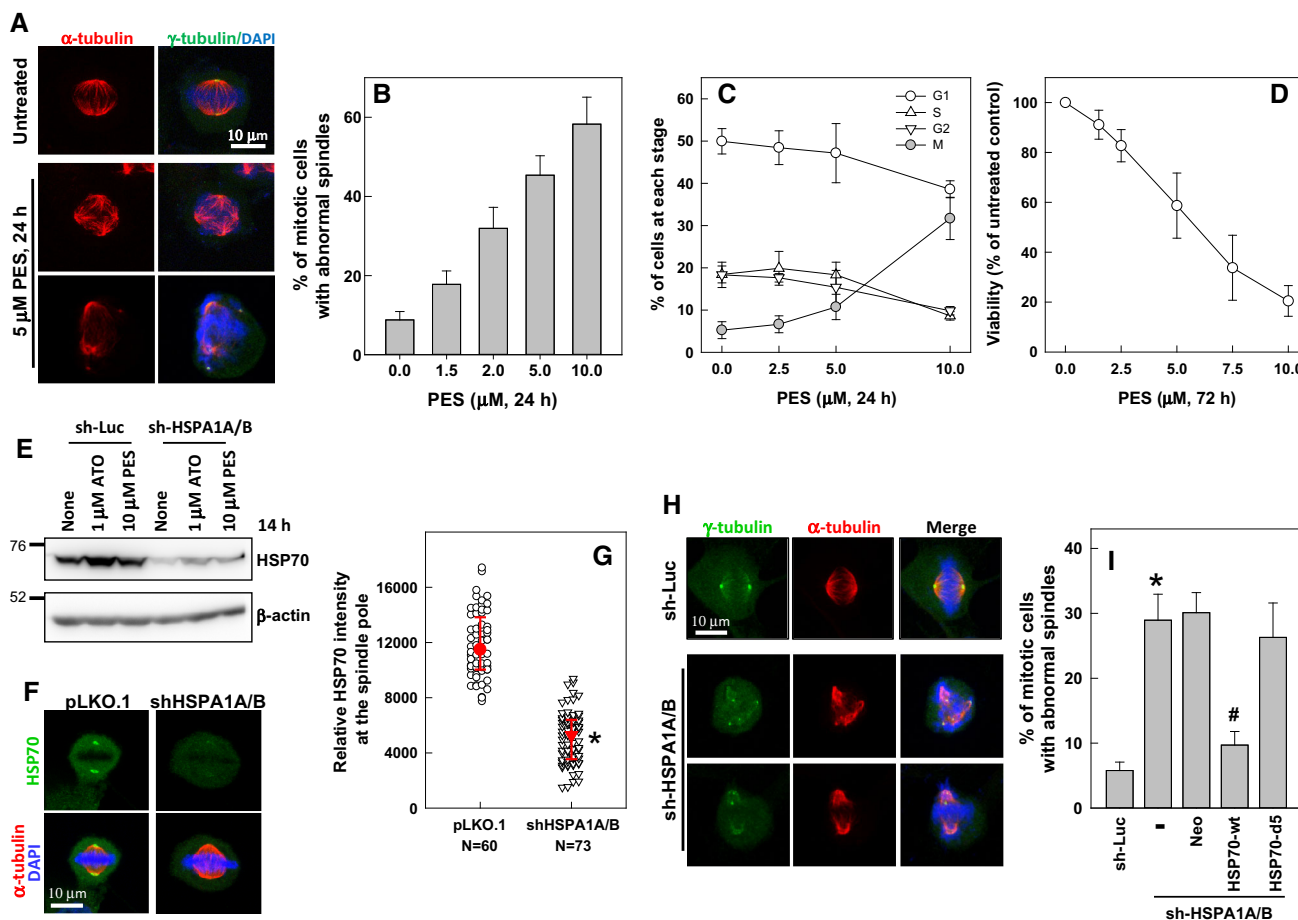 A
α-tubulin
γ-tubulin/DAPI
Untreated
10 μm
5 μM PES, 24 h
B
% of mitotic cells
with abnormal spindles
60
40
20
0
0.0 1.5 2.0 5.0 10.0
PES (μM, 24 h)
C
% of cells at each stage
60
50
40
30
20
10
0
G1
S
G2
M
0.0 2.5 5.0 10.0
PES (μM, 24 h)
D
Viability (% of untreated control)
100
80
60
40
20
0
0.0 2.5 5.0 7.5 10.0
PES (μM, 72 h)
E
sh-Luc sh-HSPA1A/B
None
1 μM ATO
10 μM PES
None
1 μM ATO
10 μM PES
14 h
76
HSP70
52
β-actin
F
pLKO.1 shHSPA1A/B
HSP70
α-tubulin
DAPI
10 μm
G
Relative HSP70 intensity
at the spindle pole
16000
12000
8000
4000
0
*
pLKO.1 shHSPA1A/B
N=60 N=73
H
γ-tubulin α-tubulin Merge
sh-Luc
10 μm
sh-HSPA1A/B
I
% of mitotic cells
with abnormal spindles
40
30
20
10
0
*
#
sh-Luc
-
Neo
HSP70-wt
HSP70-d5
sh-HSPA1A/B